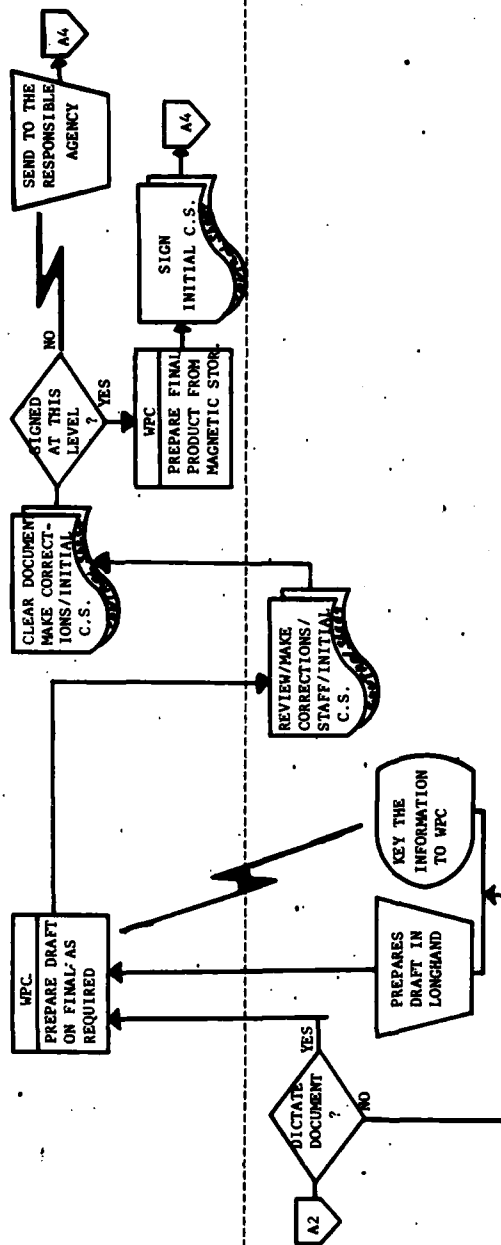 A2
DICTATE
DOCUMENT
?
YES
NO
WPC.
PREPARE DRAFT
ON FINAL AS
REQUIRED
PREPARES
DRAFT IN
LONGHAND
KEY THE
INFORMATION
TO WPC
REVIEW/MAKE
CORRECTIONS/
STAFF/INITIAL
C.S.
CLEAR DOCUMENT
MAKE CORRECT-
IONS/INITIAL
C.S.
SIGNED
AT THIS
LEVEL
?
NO
YES
WPC
PREPARE FINAL
PRODUCT FROM
MAGNETIC STOR.
SIGN
INITIAL C.S.
A4
SEND TO THE
RESPONSIBLE
AGENCY
A4